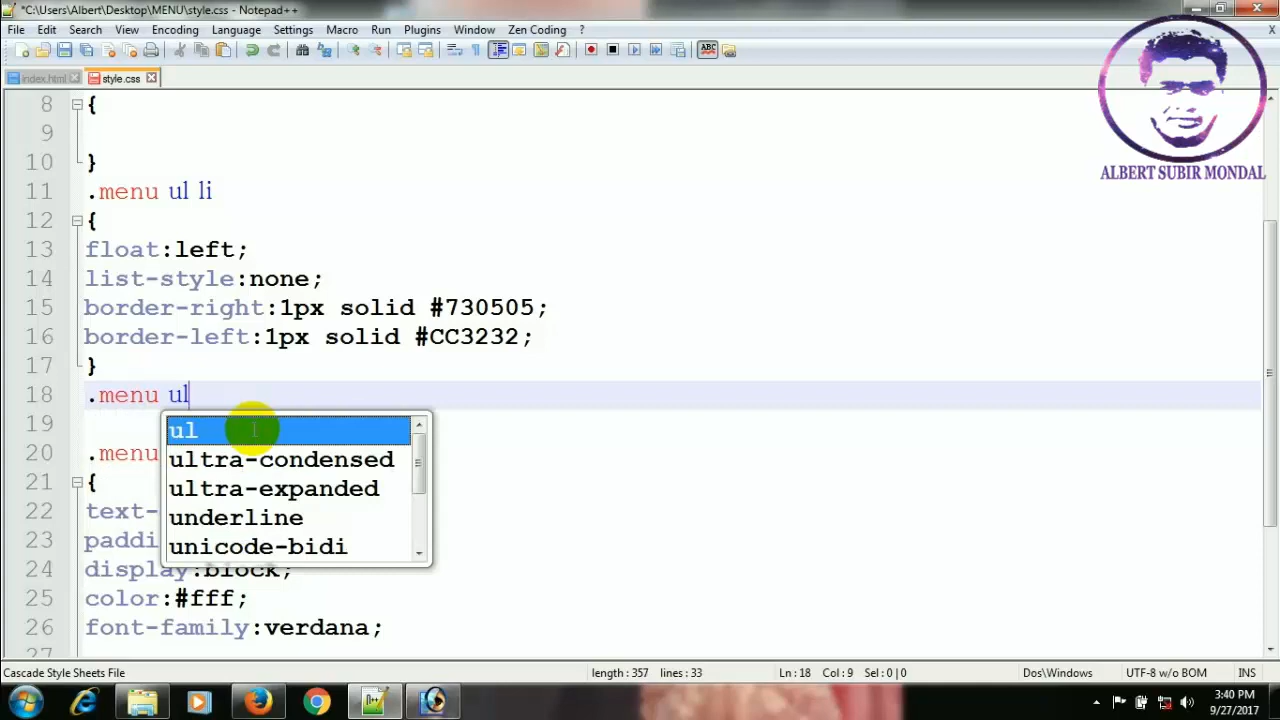 *C:\Users\Albert\Desktop\MENU\style.css - Notepad++
File Edit Search View Encoding Language Settings Macro Run Plugins Window Zen Coding ? X
index.html style.css
8 {
9
10 }
11 .menu ul li
12 {
13 float:left;
14 list-style:none;
15 border-right:1px solid #730505;
16 border-left:1px solid #CC3232;
17 }
18 .menu ul
19
20 .menu
21 {
22 text-
23 paddi
24 display:block;
25 color:#fff;
26 font-family:verdana;
27
ul
ultra-condensed
ultra-expanded
underline
unicode-bidi
ALBERT SUBIR MONDAL
Cascade Style Sheets File length : 357 lines : 33 Ln : 18 Col : 9 Sel : 0 | 0 Dos\Windows UTF-8 w/o BOM INS
3:40 PM
9/27/2017